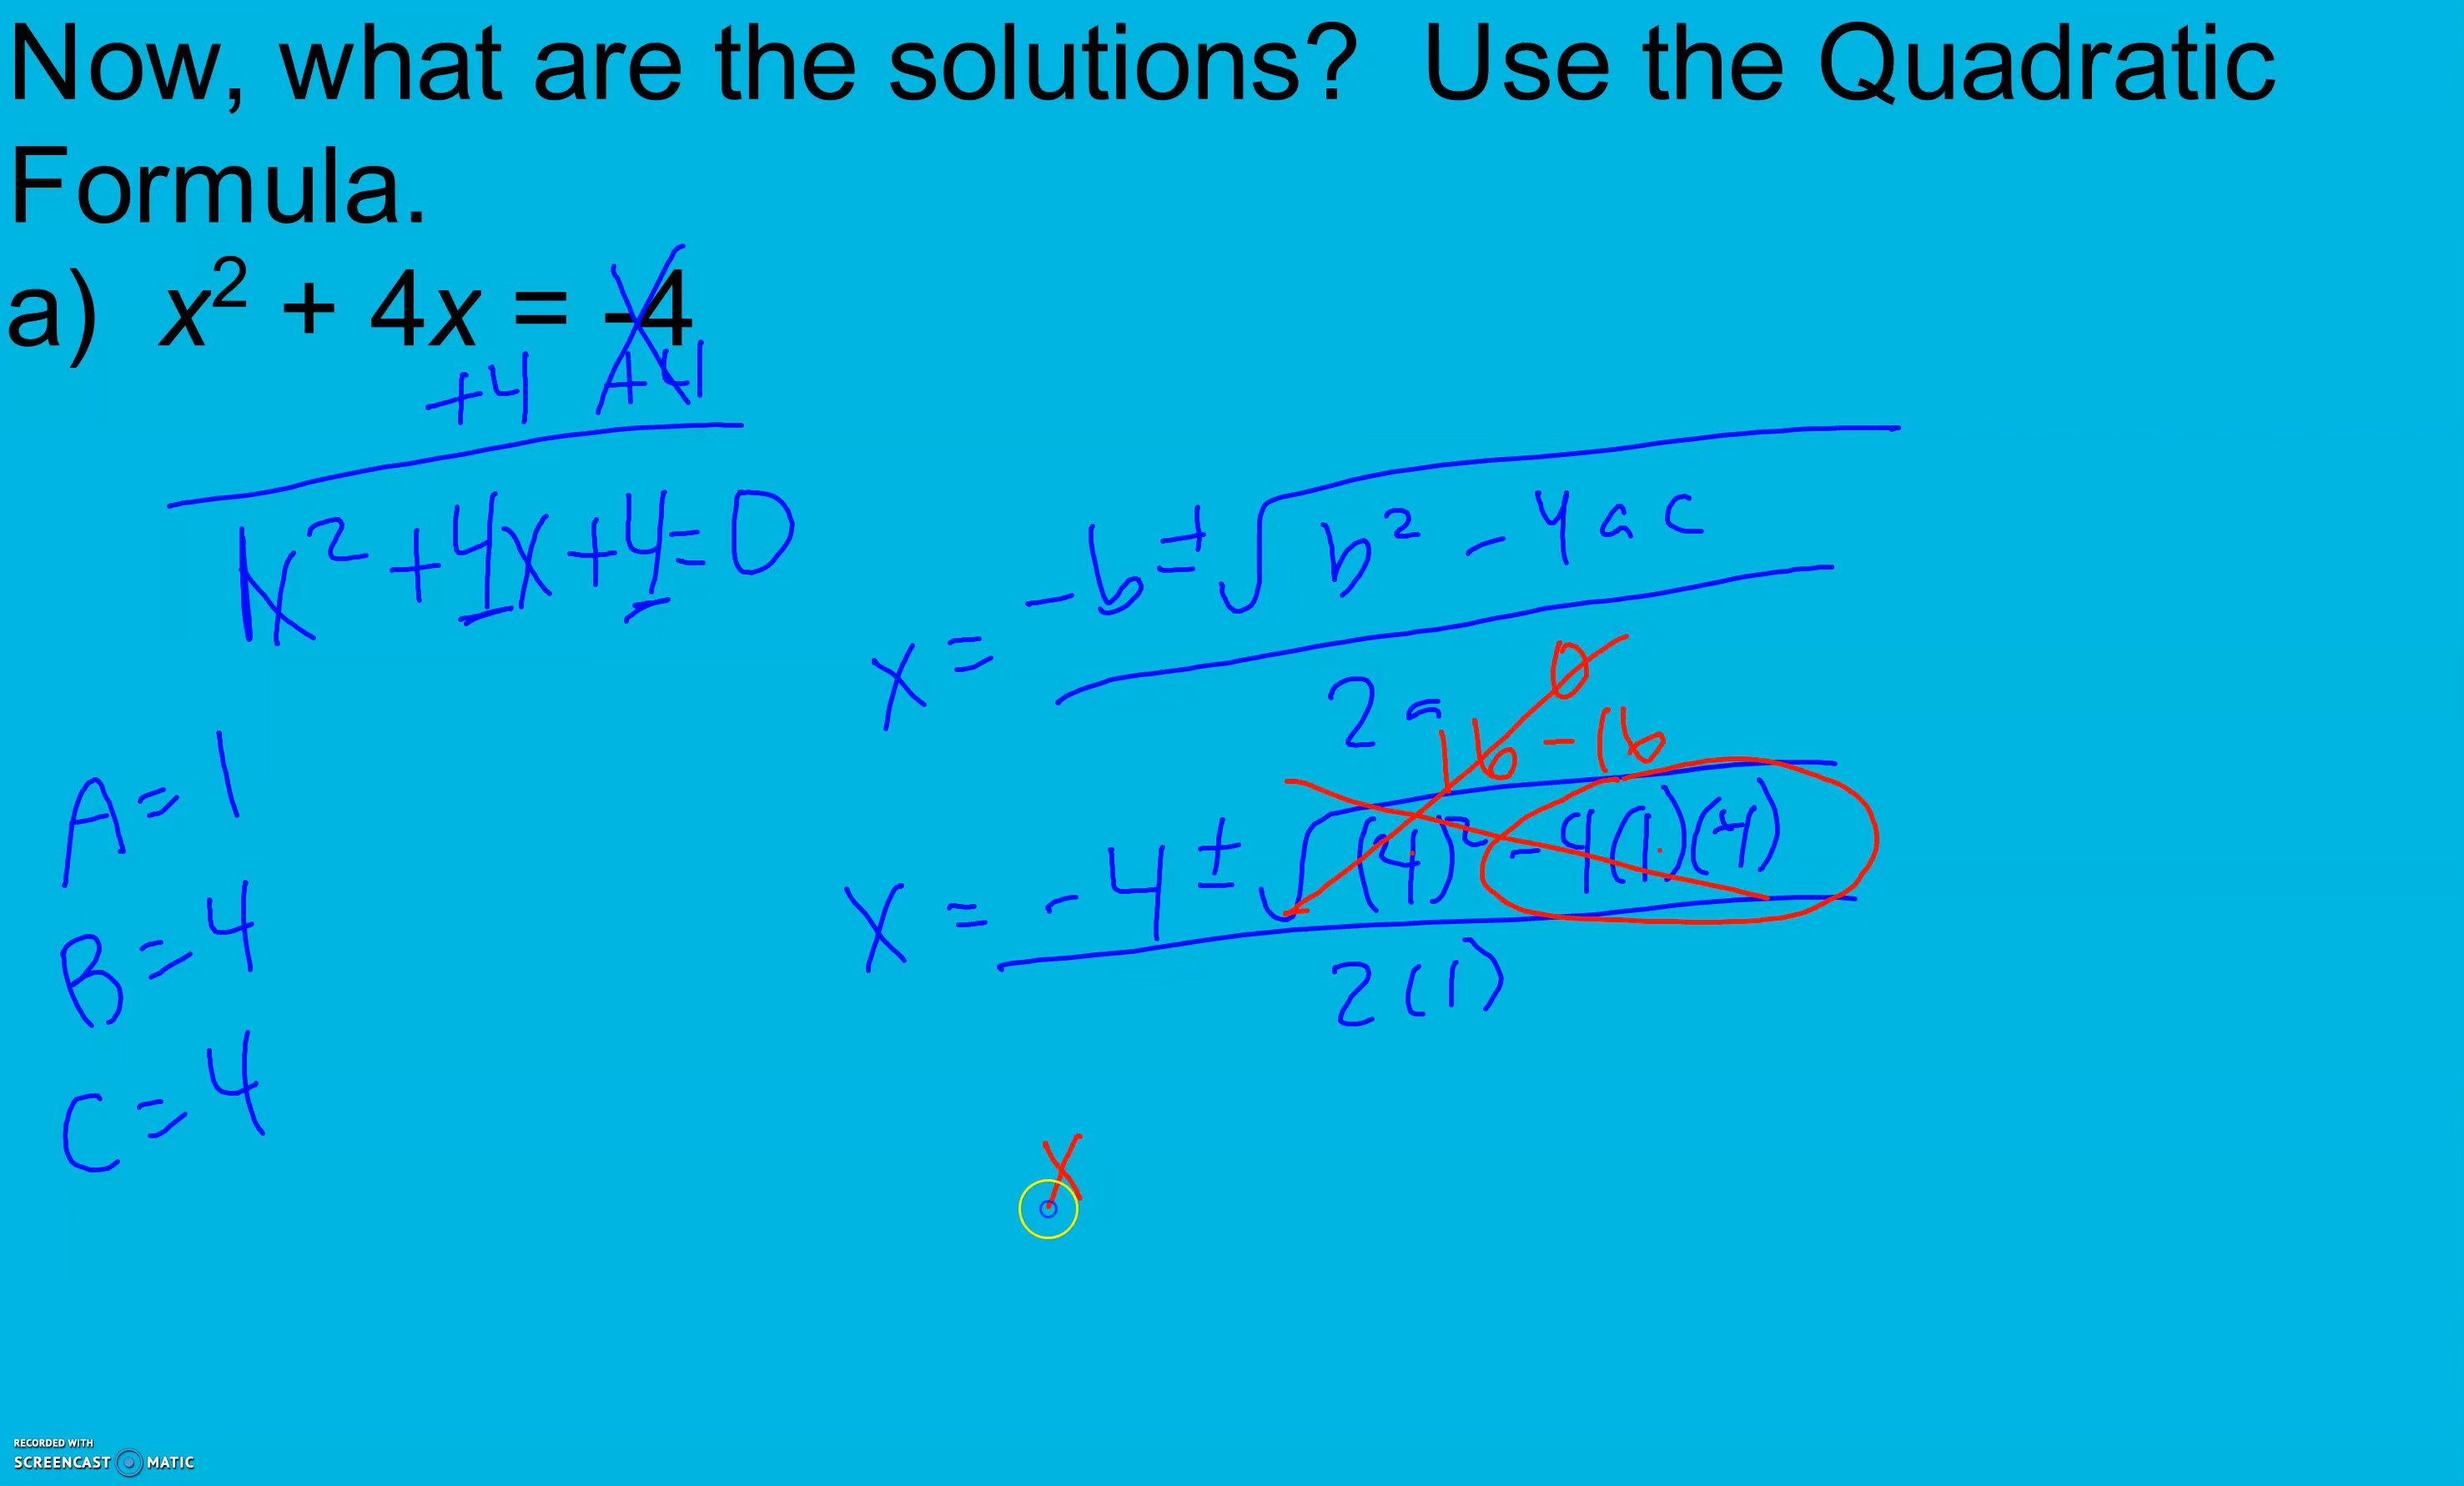 Now, what are the solutions? Use the Quadratic
Formula.
a) x² + 4x = -4
+4 +4
1x² + 4x + 4 = 0
x = -b ± √(b² - 4ac)
2a
0
16 - 16
A = 1
x = -4 ± √((4)² - 4(1)(4))
2(1)
B = 4
C = 4
x
RECORDED WITH
SCREENCAST MATIC